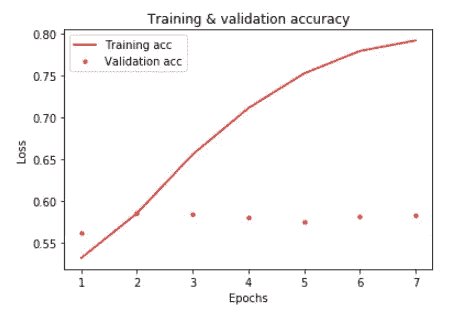 Training & validation accuracy
Training acc
Validation acc
0.80
0.75
0.70
0.65
0.60
0.55
Loss
1 2 3 4 5 6 7
Epochs